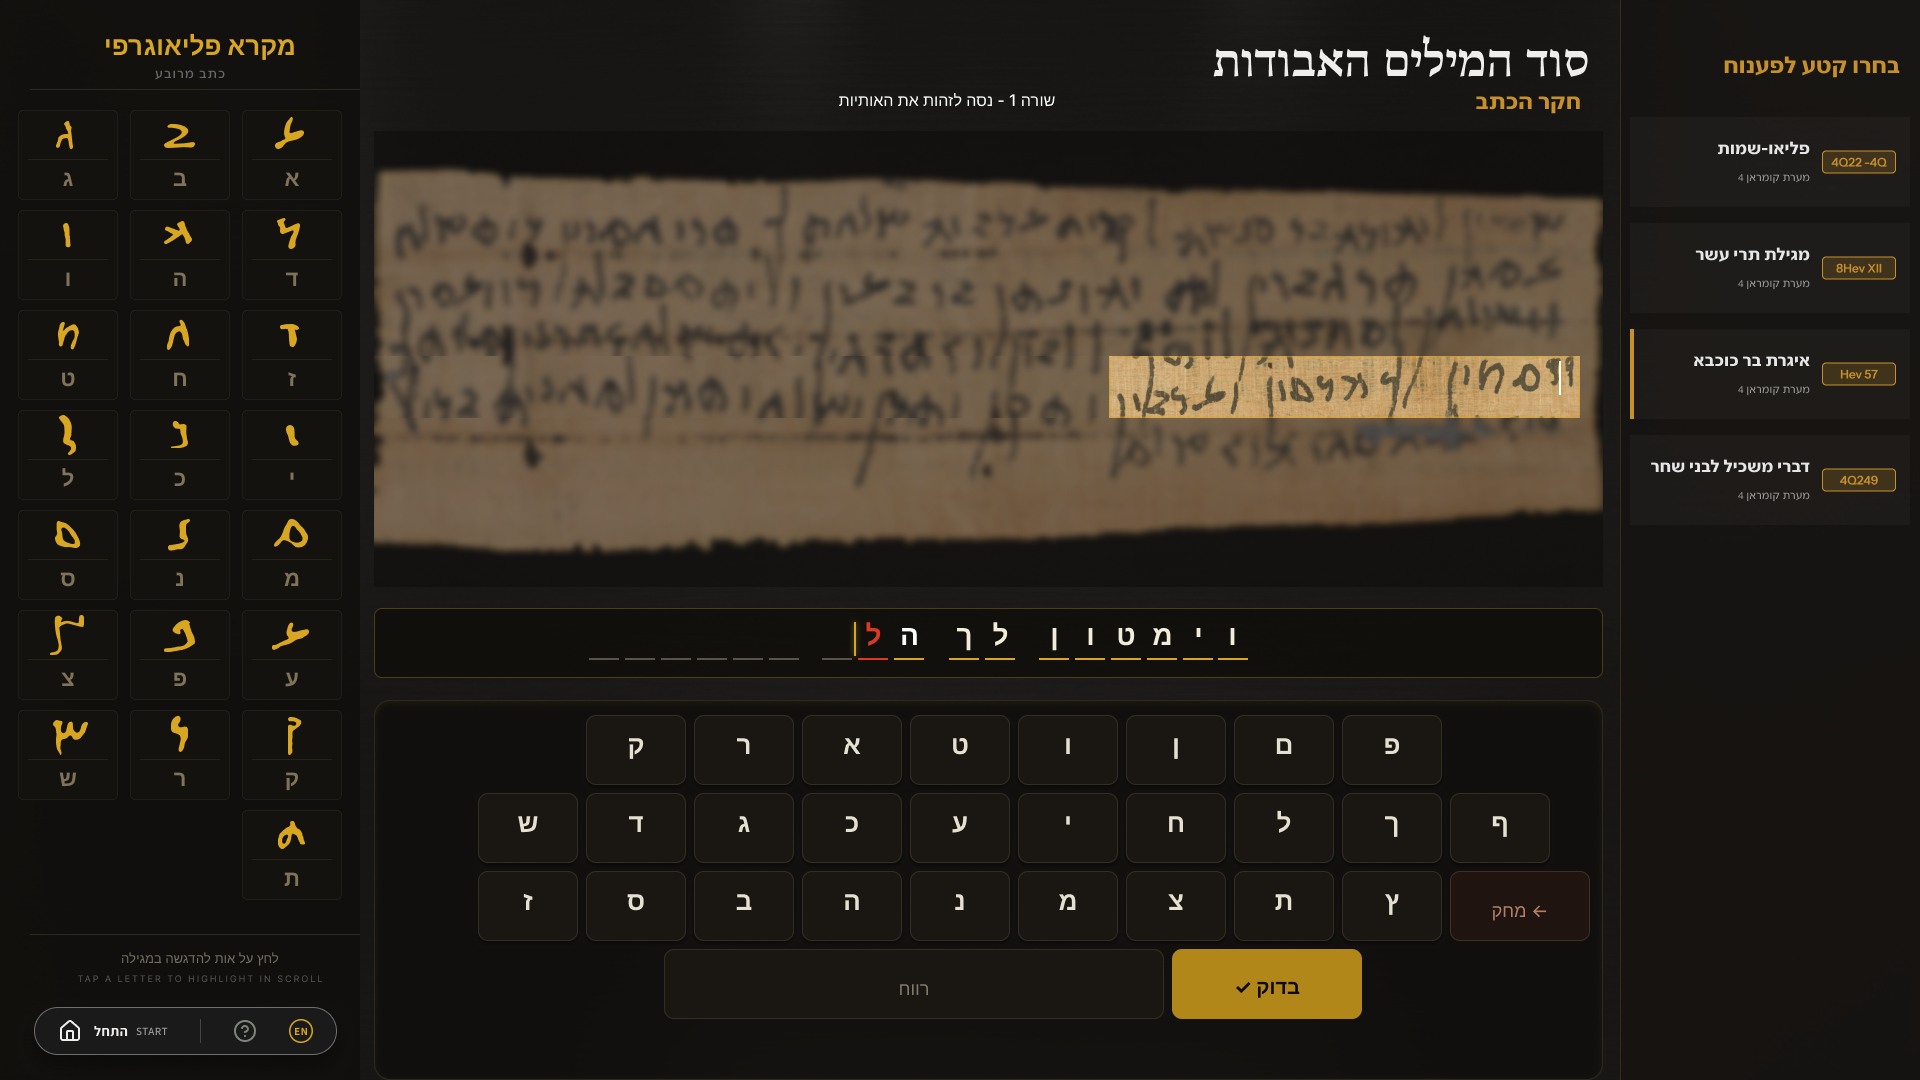 סוד המילים האבודות
חקר הכתב
שורה 1 - נסה לזהות את האותיות
בחרו קטע לפענוח
פליאו-שמות
מערת קומראן 4
4Q22 -4Q
מגילת תרי עשר
מערת קומראן 4
8Hev XII
איגרת בר כוכבא
מערת קומראן 4
Hev 57
דברי משכיל לבני שחר
מערת קומראן 4
4Q249
ו י מ ט ו ן ל ך ה ל
פ ם ן ו ט א ר ק
ף ך ל ח י ע כ ג ד ש
← מחק ץ ת צ מ נ ה ב ס ז
בדוק ✓ רווח
מקרא פליאוגרפי
כתב מרובע
א ב ג
ד ה ו
ז ח ט
י כ ל
מ נ ס
ע פ צ
ק ר ש
ת
לחץ על אות להדגשה במגילה
TAP A LETTER TO HIGHLIGHT IN SCROLL
התחל START ? EN